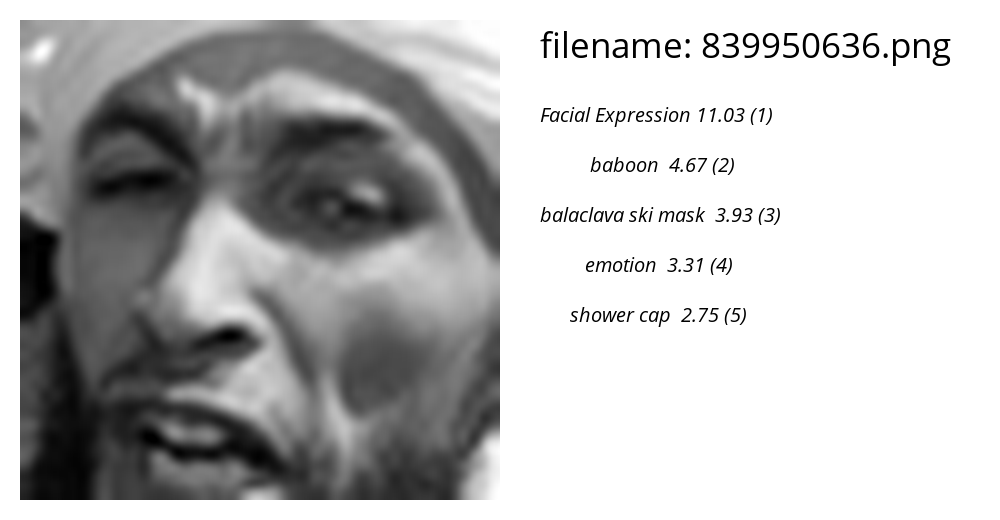 filename: 839950636.png
Facial Expression 11.03 (1)
baboon 4.67 (2)
balaclava ski mask 3.93 (3)
emotion 3.31 (4)
shower cap 2.75 (5)